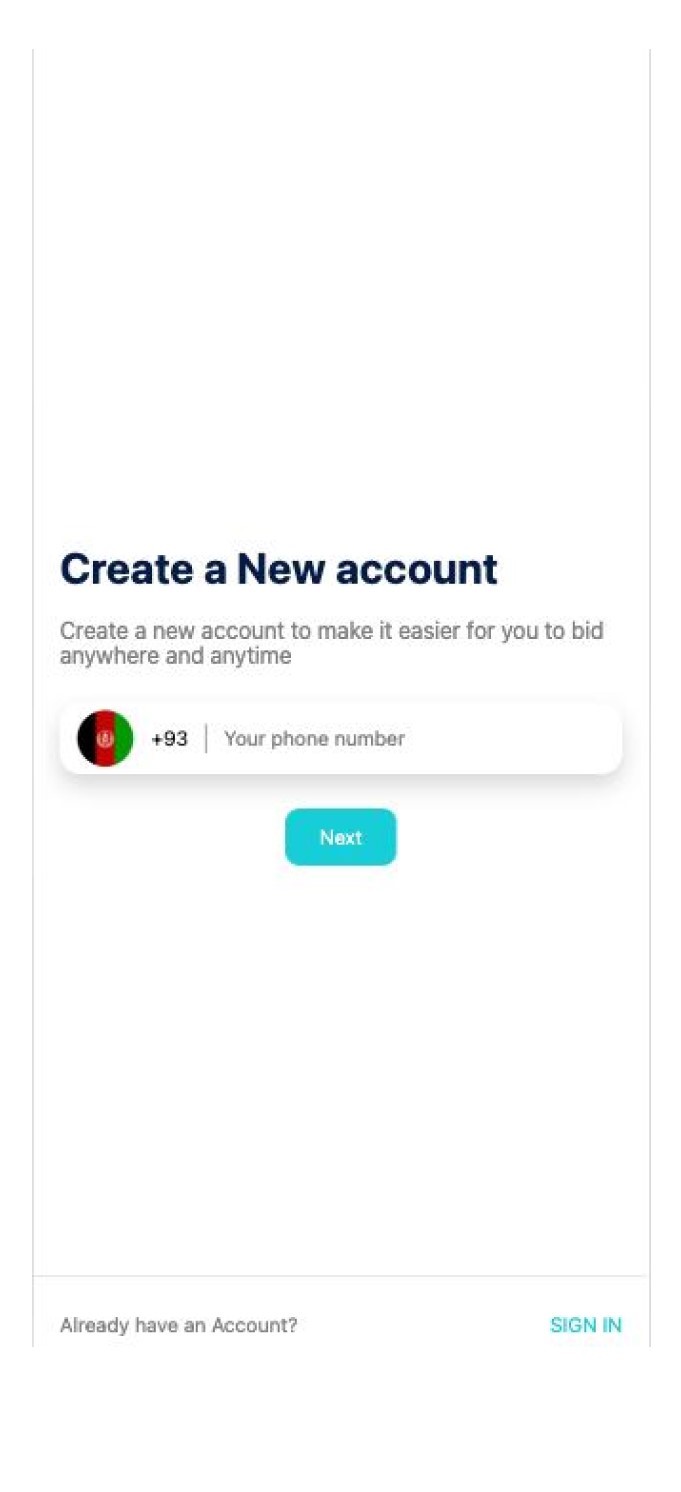 Create a New account
Create a new account to make it easier for you to bid
anywhere and anytime
+93 Your phone number
Next
Already have an Account? SIGN IN